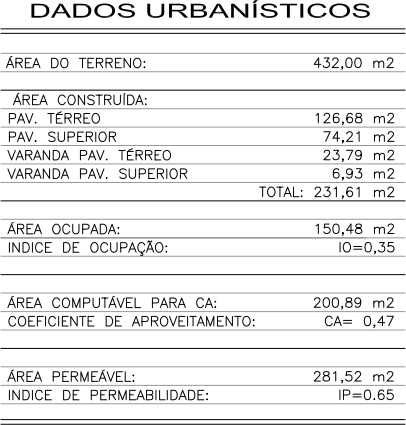 DADOS URBANÍSTICOS
ÁREA DO TERRENO: 432,00 m2
ÁREA CONSTRUÍDA:
PAV. TÉRREO 126,68 m2
PAV. SUPERIOR 74,21 m2
VARANDA PAV. TÉRREO 23,79 m2
VARANDA PAV. SUPERIOR 6,93 m2
TOTAL: 231,61 m2
ÁREA OCUPADA: 150,48 m2
INDICE DE OCUPAÇÃO: IO=0,35
ÁREA COMPUTÁVEL PARA CA: 200,89 m2
COEFICIENTE DE APROVEITAMENTO: CA= 0,47
ÁREA PERMEÁVEL: 281,52 m2
INDICE DE PERMEABILIDADE: IP=0.65